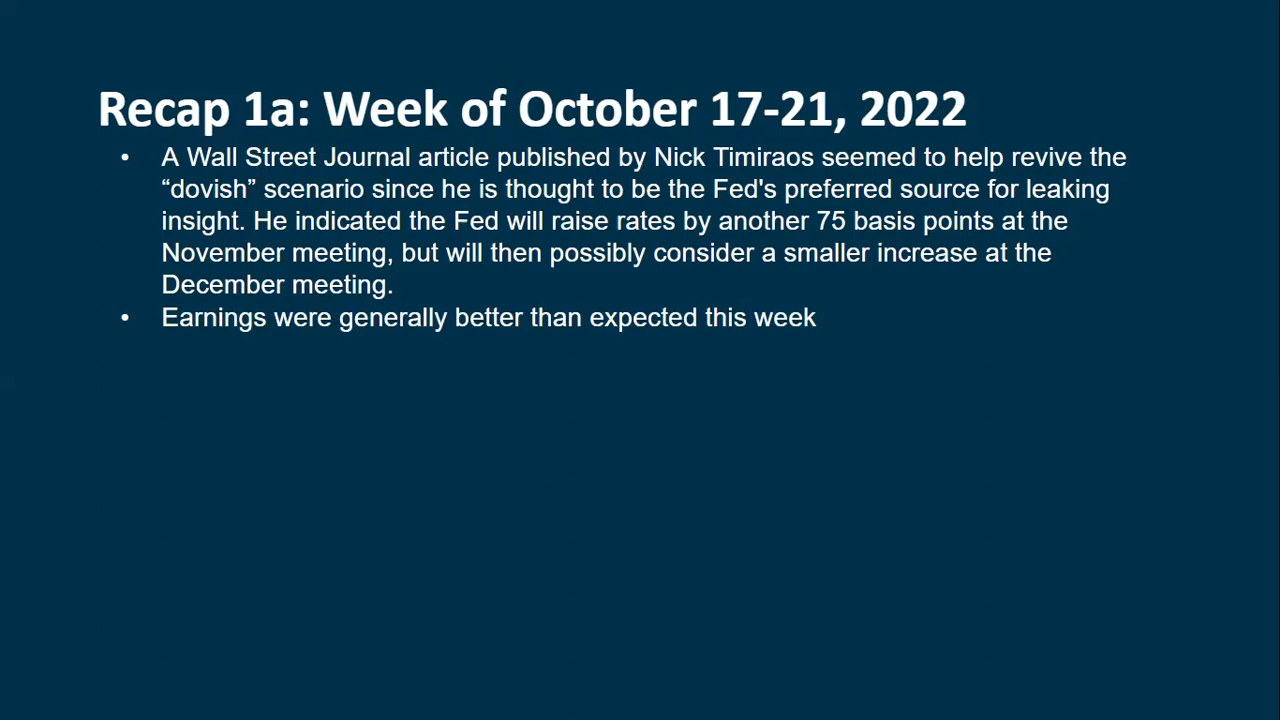 Recap 1a: Week of October 17-21, 2022
• A Wall Street Journal article published by Nick Timiraos seemed to help revive the
“dovish” scenario since he is thought to be the Fed's preferred source for leaking
insight. He indicated the Fed will raise rates by another 75 basis points at the
November meeting, but will then possibly consider a smaller increase at the
December meeting.
• Earnings were generally better than expected this week